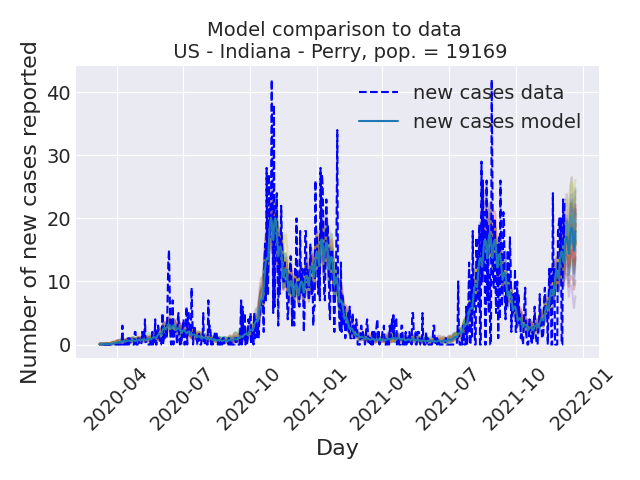 Model comparison to data
US - Indiana - Perry, pop. = 19169
Number of new cases reported
40
30
20
10
0
new cases data
new cases model
2020-04
2020-07
2020-10
2021-01
2021-04
2021-07
2021-10
2022-01
Day